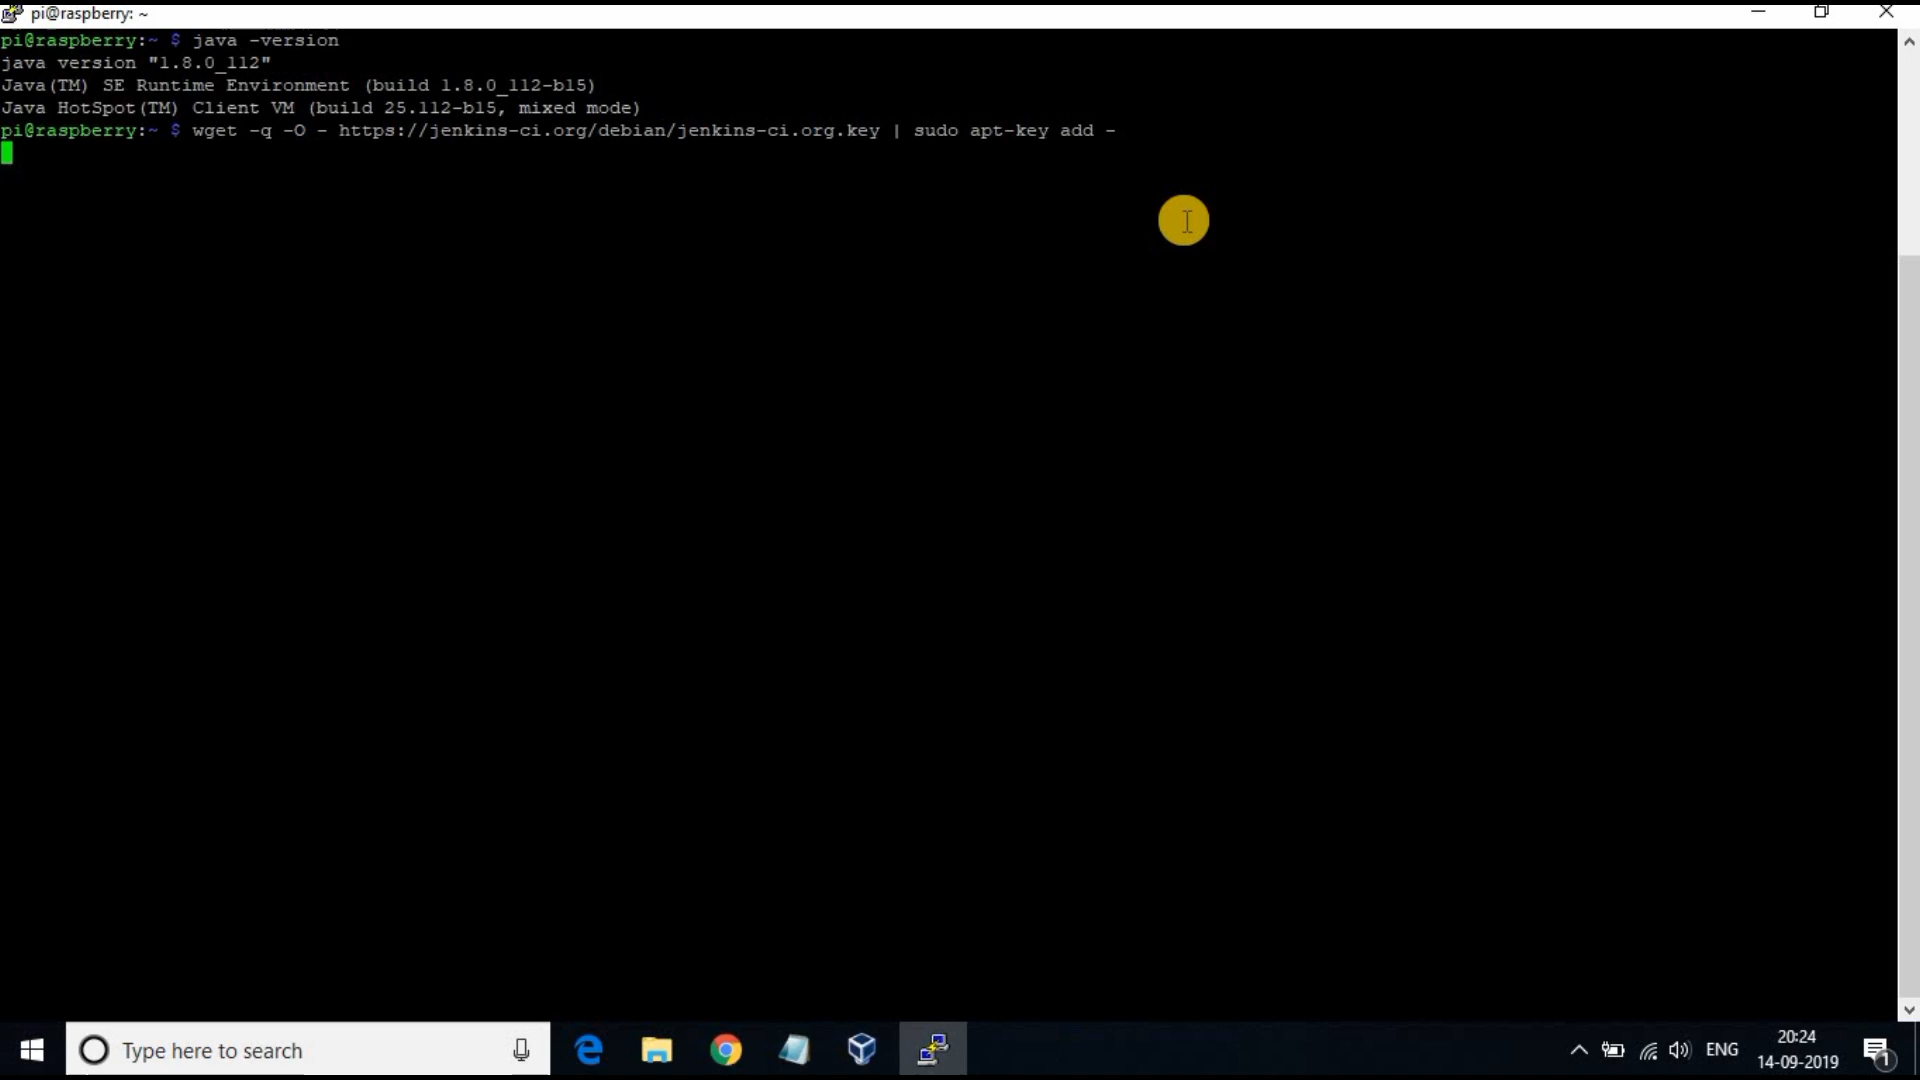 pi@raspberry: ~
pi@raspberry:~ $ java -version
java version "1.8.0_112"
Java(TM) SE Runtime Environment (build 1.8.0_112-b15)
Java HotSpot(TM) Client VM (build 25.112-b15, mixed mode)
pi@raspberry:~ $ wget -q -O - https://jenkins-ci.org/debian/jenkins-ci.org.key | sudo apt-key add -
Type here to search
ENG
20:24
14-09-2019
1